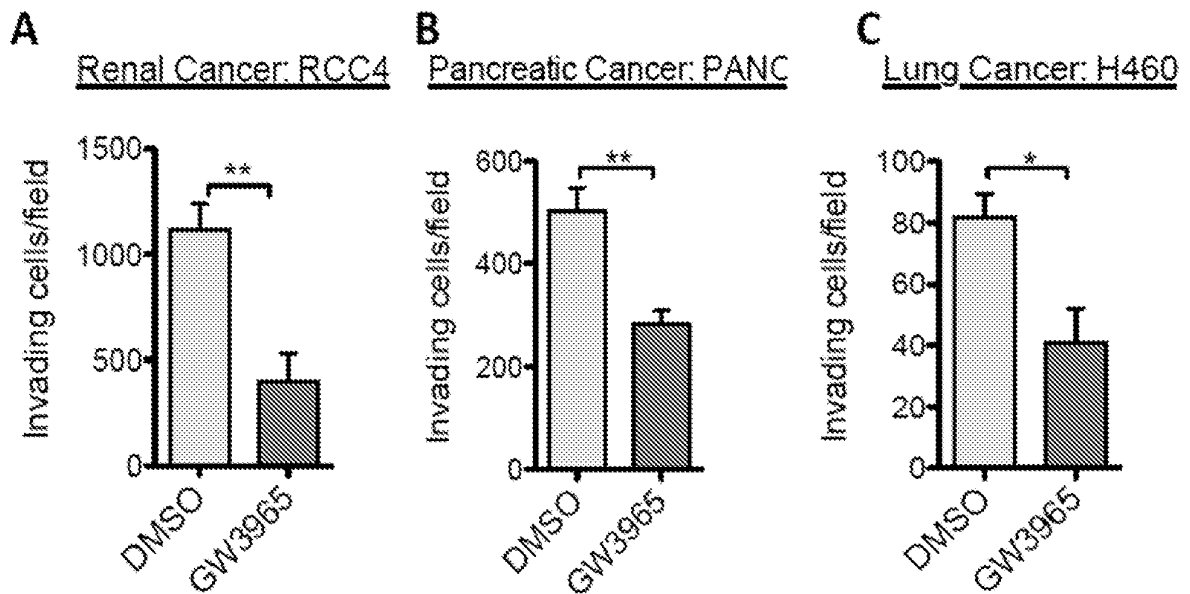 A
Renal Cancer: RCC4
Invading cells/field
1500
1000
500
0
**
DMSO
GW3965
B
Pancreatic Cancer: PANC
Invading cells/field
600
400
200
0
**
DMSO
GW3965
C
Lung Cancer: H460
Invading cells/field
100
80
60
40
20
0
*
DMSO
GW3965